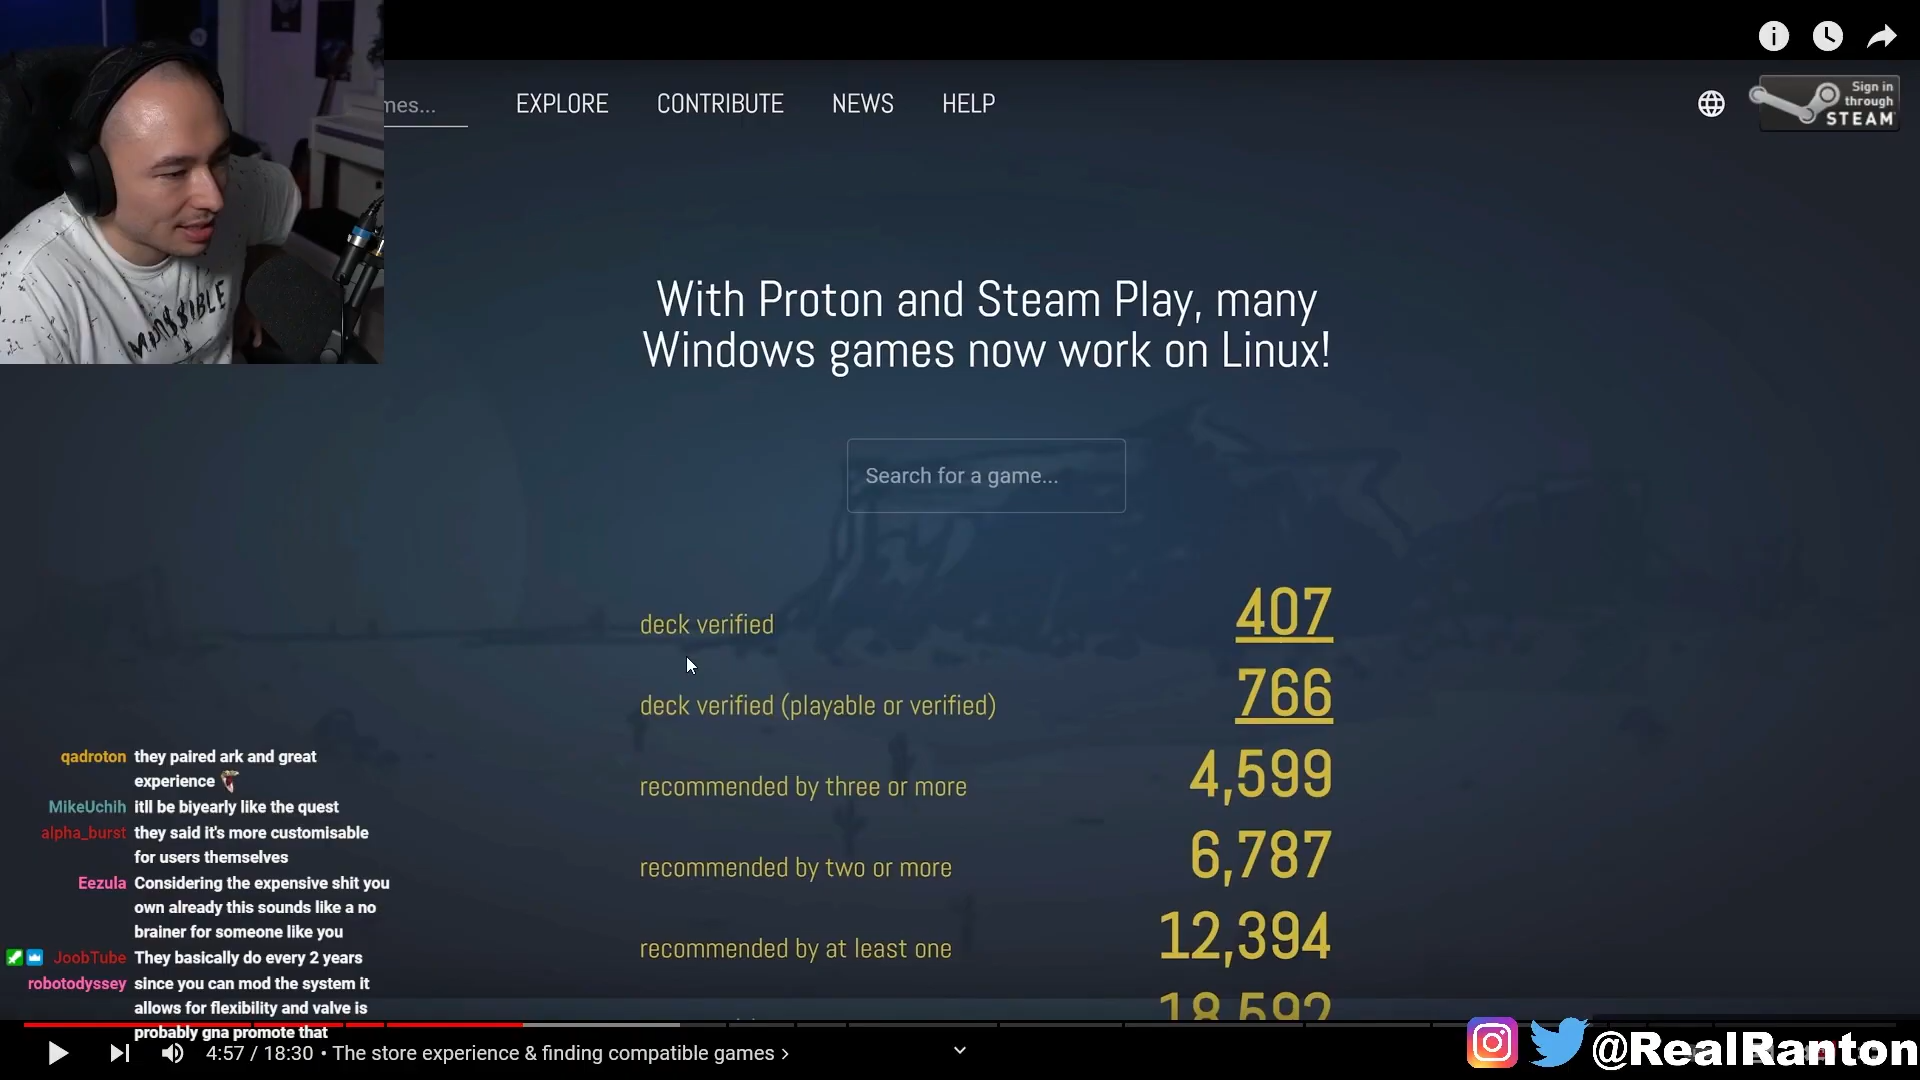 mes...
EXPLORE
CONTRIBUTE
NEWS
HELP
Sign in
through
STEAM
With Proton and Steam Play, many
Windows games now work on Linux!
Search for a game...
deck verified
407
deck verified (playable or verified)
766
recommended by three or more
4,599
recommended by two or more
6,787
recommended by at least one
12,394
18,592
qadroton they paired ark and great
experience
MikeUchih itll be biyearly like the quest
alpha_burst they said it's more customisable
for users themselves
Eezula Considering the expensive shit you
own already this sounds like a no
brainer for someone like you
JoobTube They basically do every 2 years
robotodyssey since you can mod the system it
allows for flexibility and valve is
probably gna promote that
4:57 / 18:30 • The store experience & finding compatible games >
@RealRanton